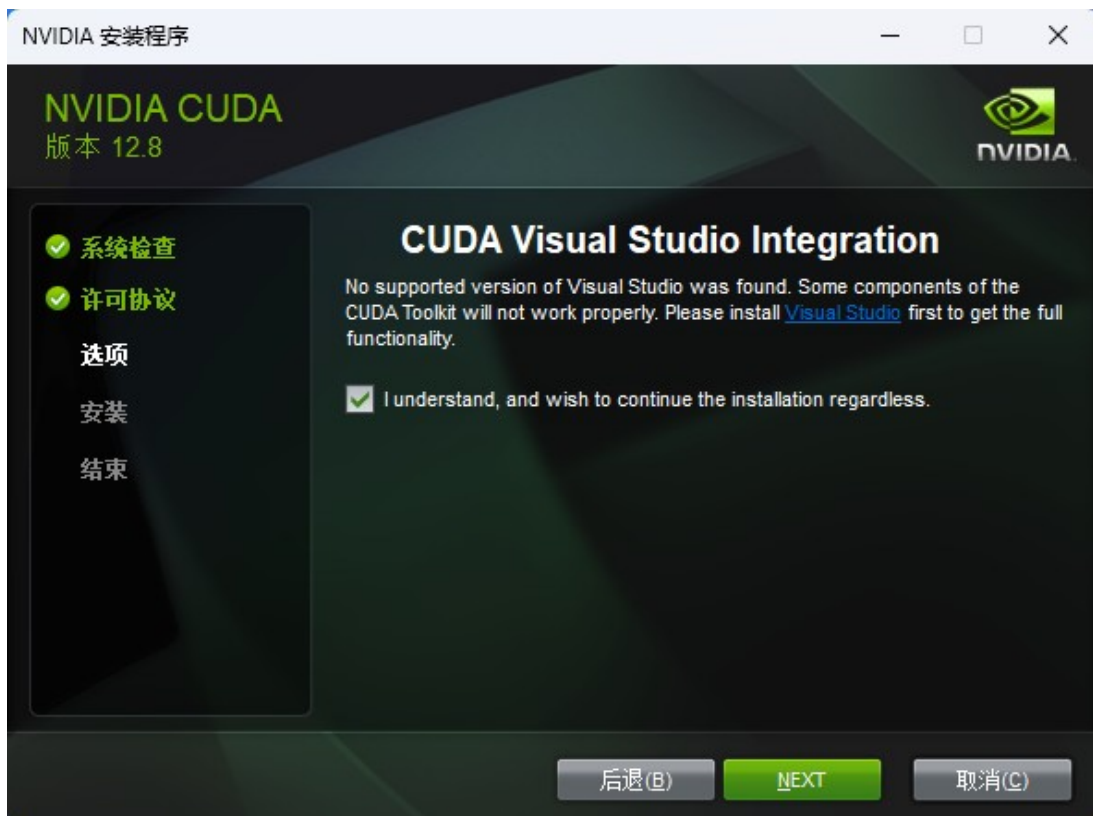 NVIDIA 安装程序
NVIDIA CUDA
版本 12.8
NVIDIA.
系统检查
许可协议
选项
安装
结束
CUDA Visual Studio Integration
No supported version of Visual Studio was found. Some components of the
CUDA Toolkit will not work properly. Please install Visual Studio first to get the full
functionality.
I understand, and wish to continue the installation regardless.
后退(B)
NEXT
取消(C)